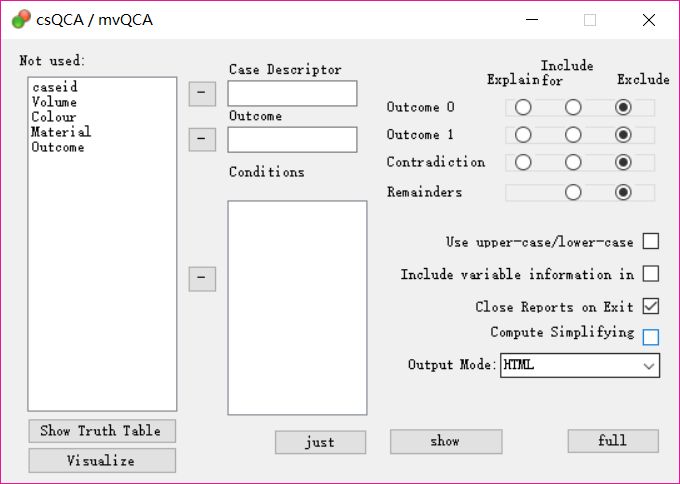 csQCA / mvQCA
Not used:
caseid
Volume
Colour
Material
Outcome
Show Truth Table
Visualize
-
-
-
Case Descriptor
Outcome
Conditions
just
show
full
Explain
Include
for
Exclude
Outcome 0
Outcome 1
Contradiction
Remainders
Use upper-case/lower-case
Include variable information in
Close Reports on Exit
Compute Simplifying
Output Mode: HTML